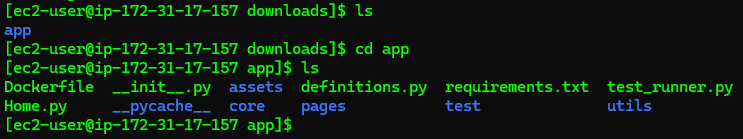 [ec2-user@ip-172-31-17-157 downloads]$ ls
app
[ec2-user@ip-172-31-17-157 downloads]$ cd app
[ec2-user@ip-172-31-17-157 app]$ ls
Dockerfile  __init__.py  assets  definitions.py  requirements.txt  test_runner.py
Home.py     __pycache__  core    pages           test              utils
[ec2-user@ip-172-31-17-157 app]$